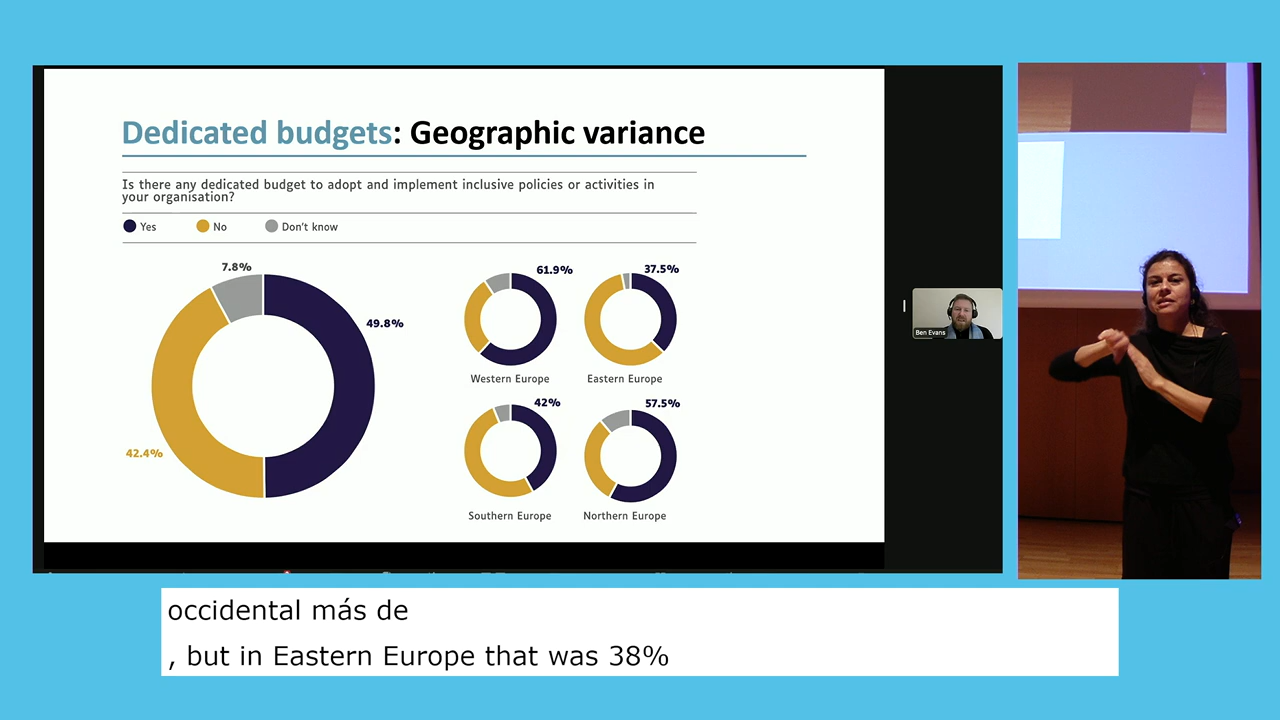 Dedicated budgets: Geographic variance
Is there any dedicated budget to adopt and implement inclusive policies or activities in
your organisation?
Yes
No
Don't know
7.8%
49.8%
42.4%
61.9%
Western Europe
37.5%
Eastern Europe
42%
Southern Europe
57.5%
Northern Europe
Ben Evans
occidental más de
, but in Eastern Europe that was 38%